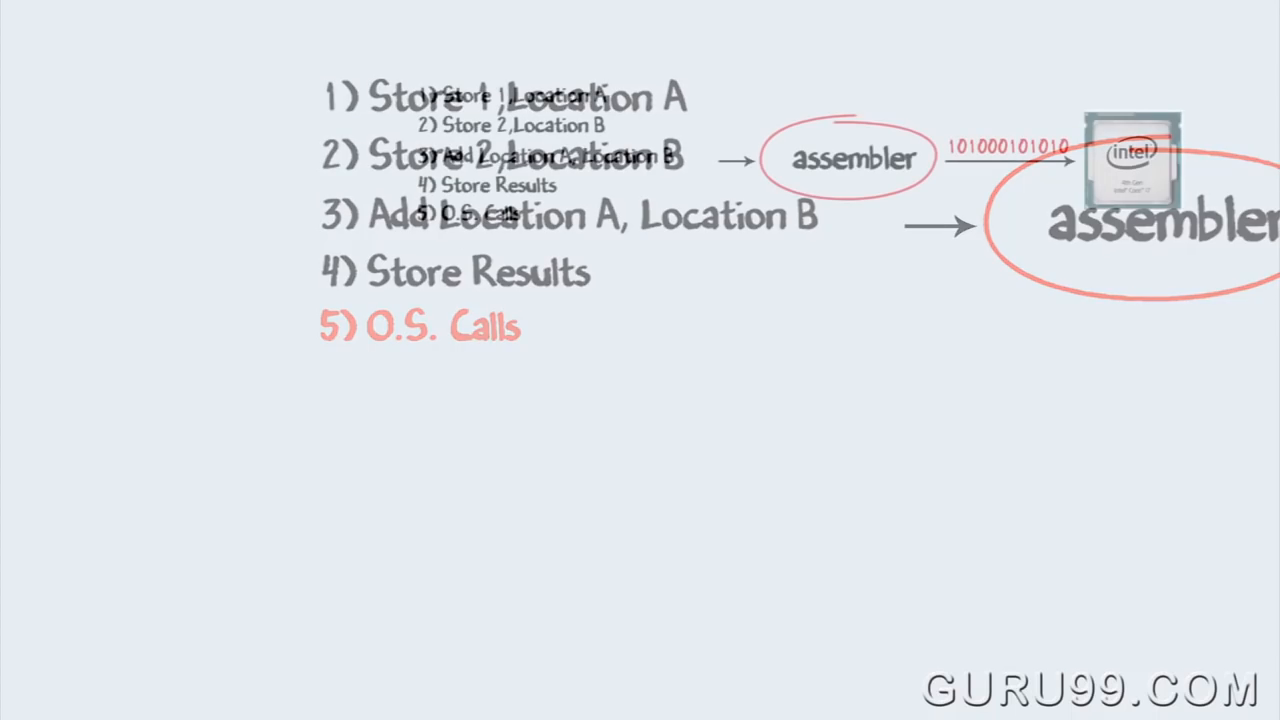 1) Store 1,Location A
2) Store 2,Location B
3) Add Location A, Location B
4) Store Results
5) O.S. Calls
1) Store 1,Location A
2) Store 2,Location B
3) Add Location A, Location B
4) Store Results
5) O.S. Calls
assembler
101000101010
intel
assembler
GURU99.COM